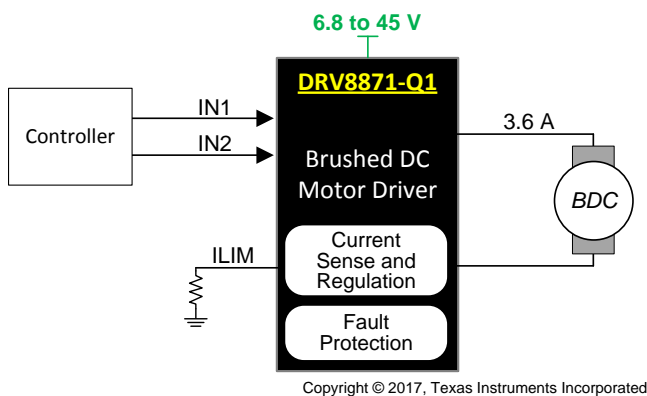 6.8 to 45 V
DRV8871-Q1
Controller
IN1
IN2
3.6 A
Brushed DC
Motor Driver
BDC
ILIM
Current
Sense and
Regulation
Fault
Protection
Copyright © 2017, Texas Instruments Incorporated